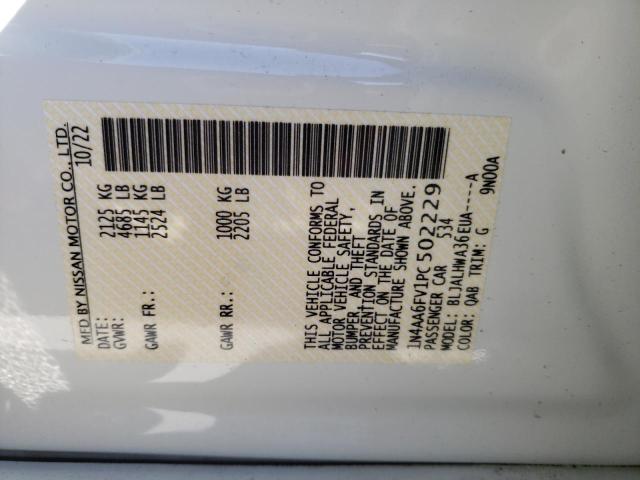 MFD BY NISSAN MOTOR CO., LTD.
DATE: 10/22
GVWR: 2125 KG
4685 LB
GAWR FR: 1145 KG
2524 LB
GAWR RR: 1000 KG
2205 LB
THIS VEHICLE CONFORMS TO
ALL APPLICABLE FEDERAL
MOTOR VEHICLE SAFETY,
BUMPER, AND THEFT
PREVENTION STANDARDS IN
EFFECT ON THE DATE OF
MANUFACTURE SHOWN ABOVE.
1N4AA6FV1PC502229
PASSENGER CAR 534
MODEL: BLJALHWA36EUA-----A
COLOR: QAB TRIM: G 9N00A